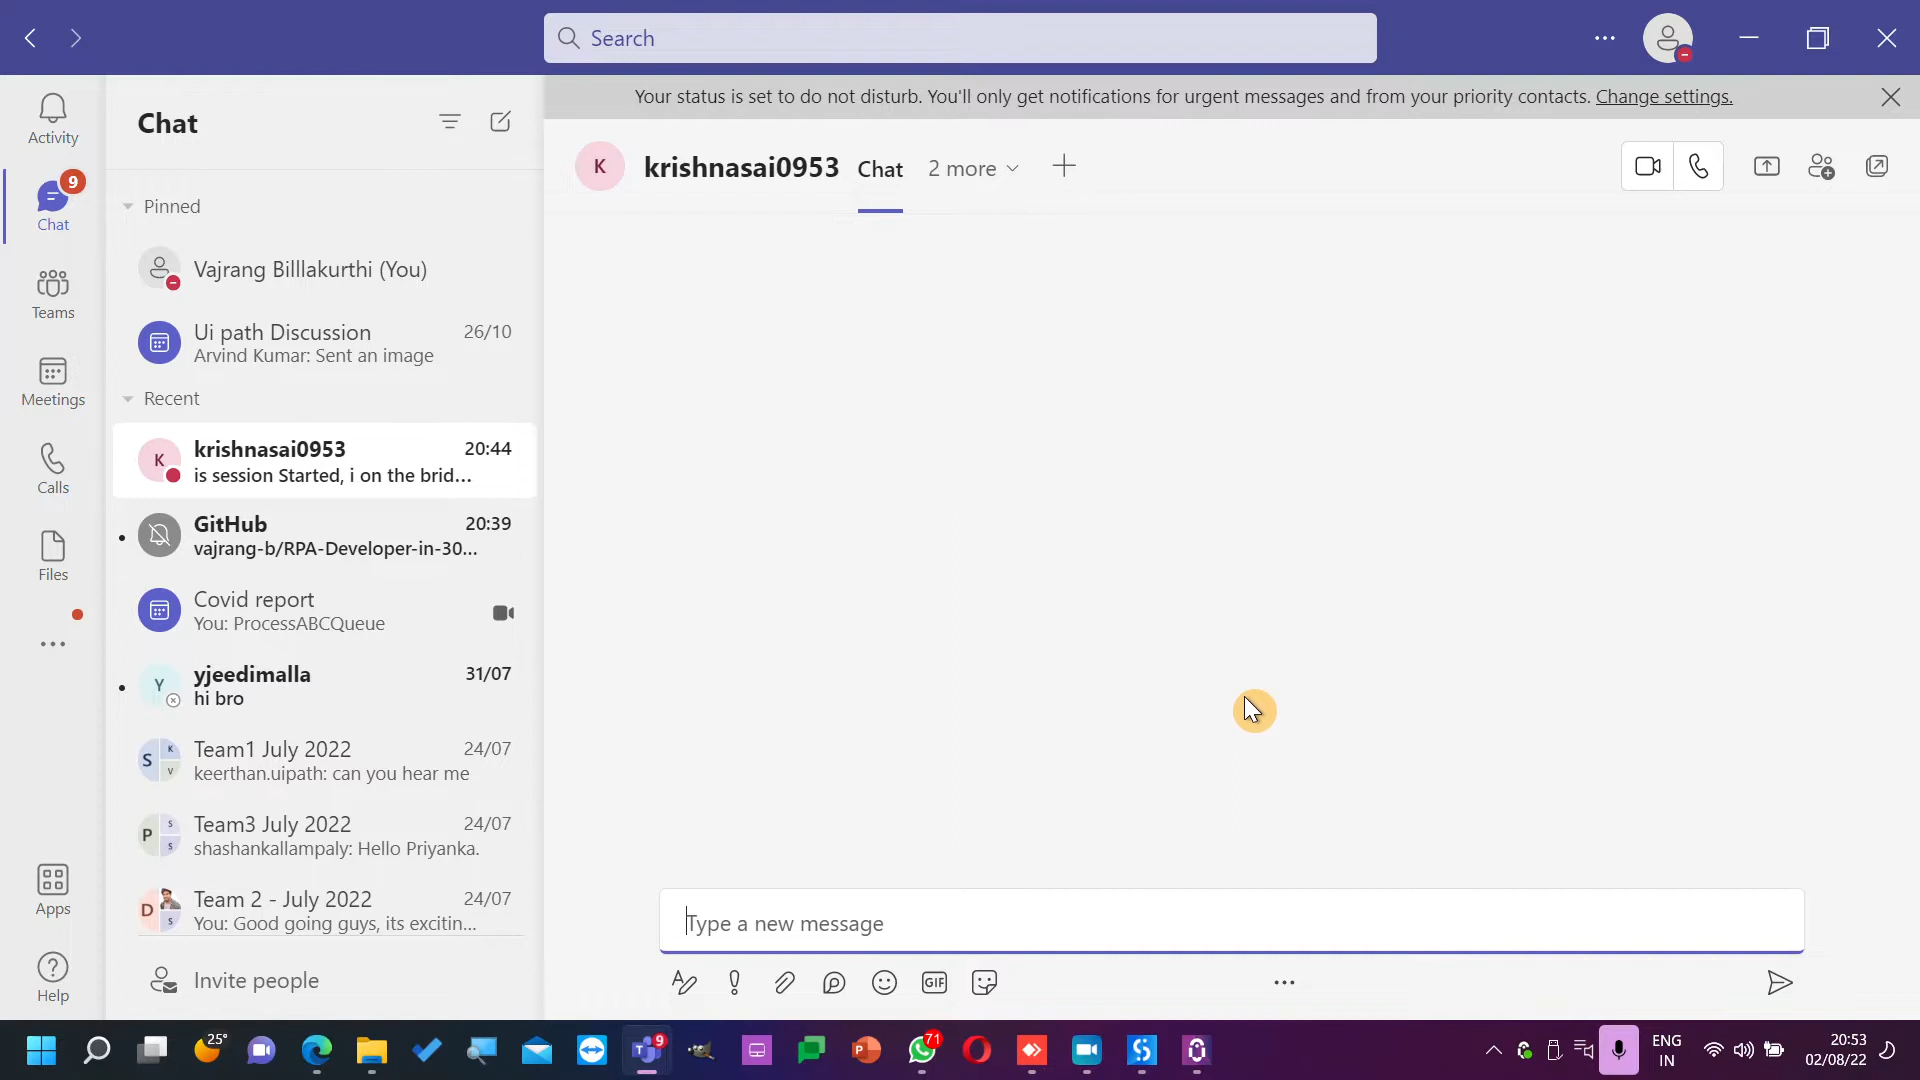 Search
Your status is set to do not disturb. You'll only get notifications for urgent messages and from your priority contacts. Change settings.
Activity
9
Chat
Teams
Meetings
Calls
Files
Apps
Help
Chat
Pinned
Vajrang Billlakurthi (You)
Ui path Discussion 26/10
Arvind Kumar: Sent an image
Recent
K krishnasai0953 20:44
is session Started, i on the brid...
GitHub 20:39
vajrang-b/RPA-Developer-in-30...
Covid report
You: ProcessABCQueue
Y yjeedimalla 31/07
hi bro
S K V Team1 July 2022 24/07
keerthan.uipath: can you hear me
P S S Team3 July 2022 24/07
shashankallampaly: Hello Priyanka.
D S Team 2 - July 2022 24/07
You: Good going guys, its excitin...
Invite people
K krishnasai0953 Chat 2 more
Type a new message
GIF
25° 9 71 ENG 20:53
IN 02/08/22